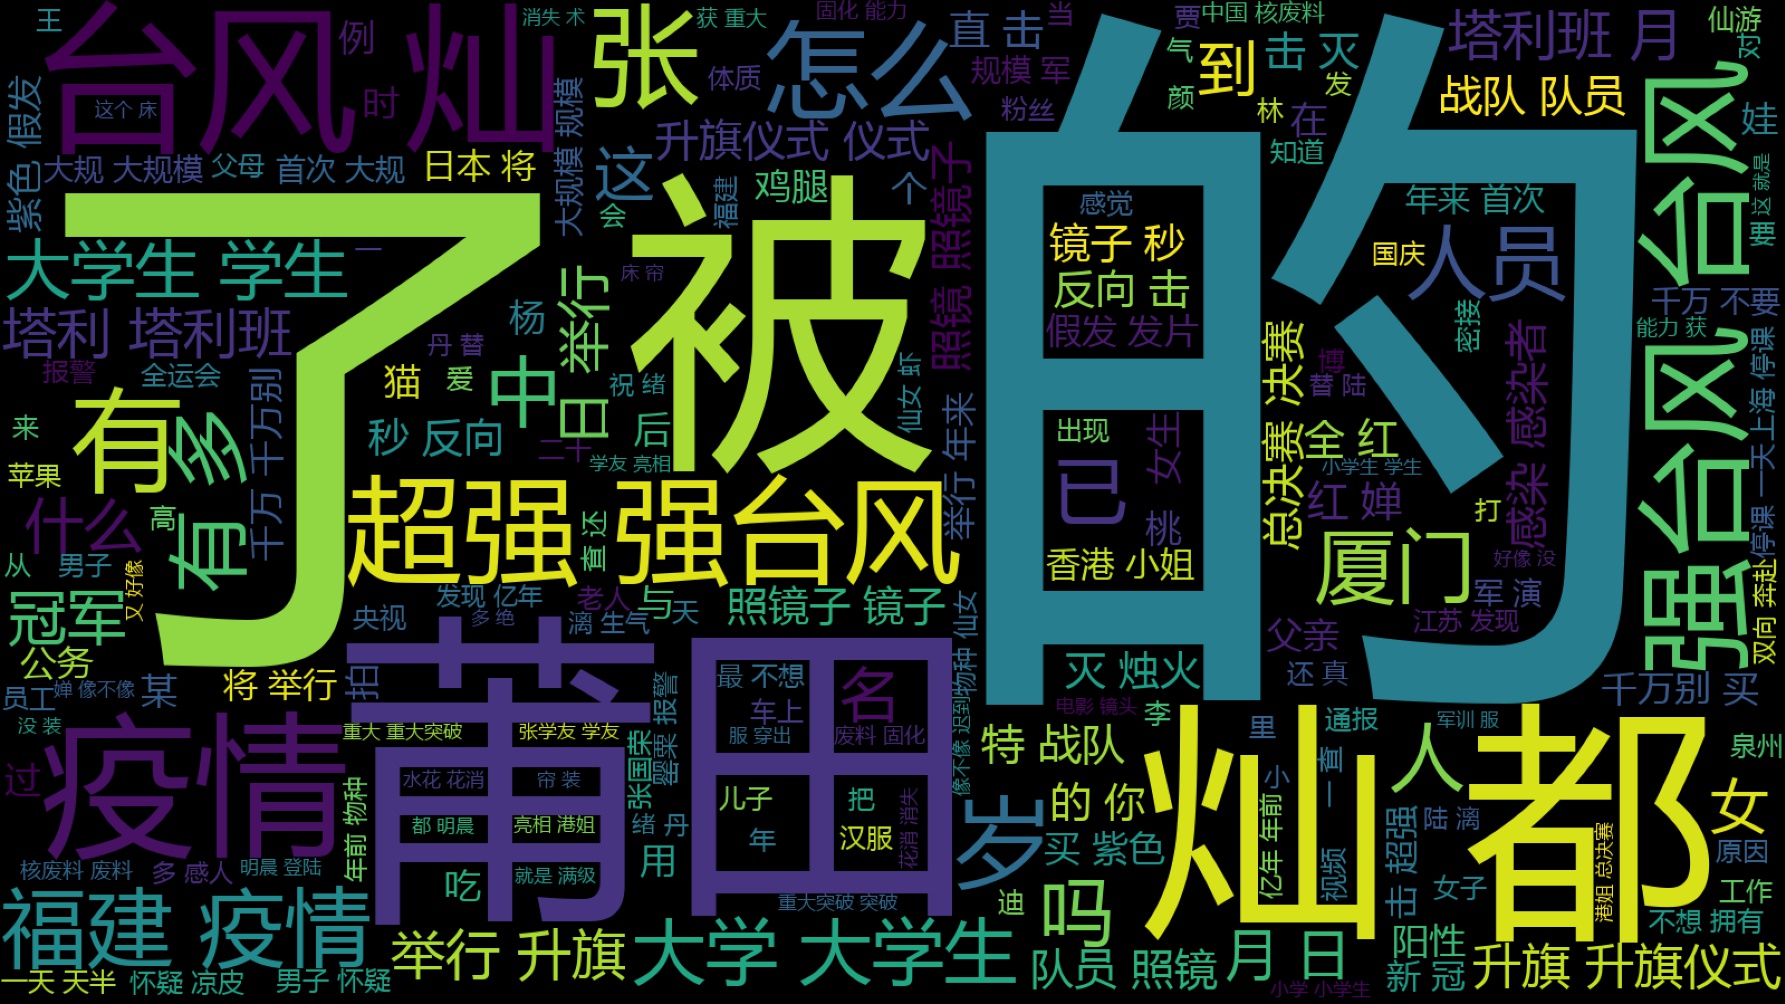 王
台风 灿
例
消失 术
张
获 重大
固化 能力
当
贾
中国 核废料
塔利班 月
仙游
对
怎么
直 击
气
到
击 灭
体质
规模 军
发
战队 队员
台风
假发
这个 床
时
粉丝
颜
林
在
娃
升旗仪式 仪式
知道
大规模 规模
紫色
大规 大规模
父母
首次 大规
日本 将
这
福建
鸡腿
个
照镜 照镜子
的
感觉
年来 首次
这 就是
要
了
会
被
镜子 秒
国庆
人员
大学生 学生
一
床 帘
反向 击
千万 不要
塔利 塔利班
杨
日 举行
假发 发片
密接
能力 获
强台风
报警
全运会
丹 替
猫
爱
中
祝 绪
仙女 虾
总决赛 决赛
博
替 陆
感染 感染者
一天上海 停课
停课
有
多
有
千万 千万别
秒 反向
后
举行 年来
出现
女生
全 红
来
二十
学友 亮相
已
小学生 学生
苹果
超强 强台风
桃
红 婵
打
什么
高
查 还
香港 小姐
厦门
好像 没
从
男子
又 好像
发现 亿年
老人
与
天
照镜子 镜子
仙女
军 演
双向 奔赴
冠军
央视
多 绝
漓 生气
父亲
江苏 发现
公务
莆田
灭 烛火
还 真
千万别 买
员工
婵 像不像
某
将 举行
拍
最 不想
名
物种
没 装
报警
车上
电影 镜头
李
灿都
通报
军训 服
疫情
重大 重大突破
张学友 学友
罂粟
服 穿出
废料 固化
像不像 迟到
特 战队
里
人
泉州
过
年前 物种
水花 花消
帘 装
张国荣
儿子
把
花消 消失
的 你
小
一 查
女
都 明晨
亮相 港姐
绪 丹
年
汉服
岁
亿年 年前
视频
击 超强
陆 漓
港姐 总决赛
原因
核废料 废料
多 感人
明晨 登陆
买 紫色
吃
就是 满级
用
女子
工作
福建 疫情
重大突破 突破
迪
吗
不想 拥有
举行 升旗
大学 大学生
队员 照镜
月 日
阳性
新 冠
升旗 升旗仪式
一天 天半
怀疑 凉皮
男子 怀疑
小学 小学生